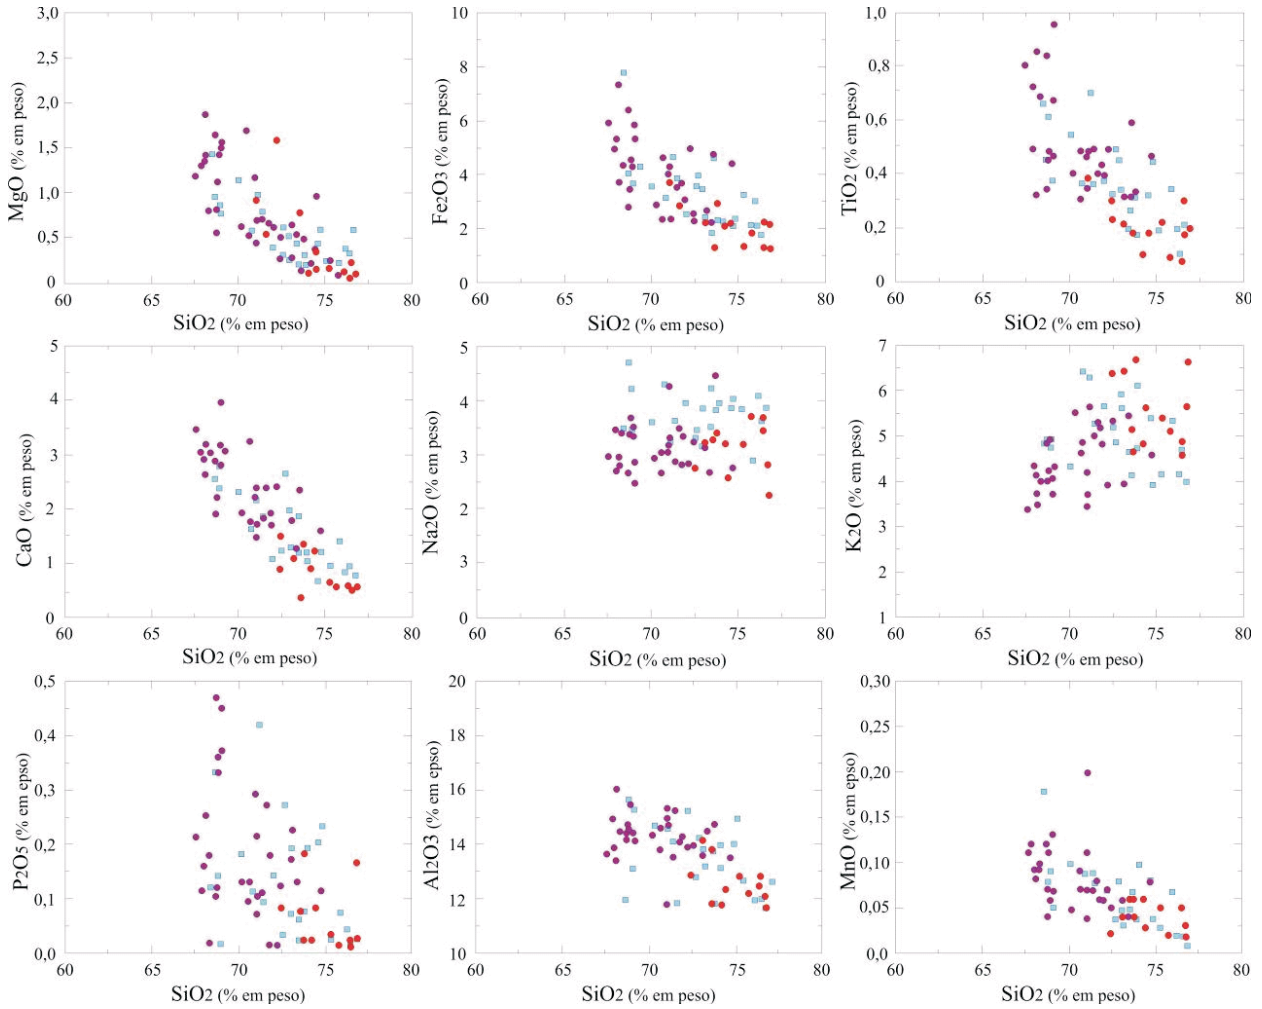 MgO (% em peso)
3,0
2,5
2,0
1,5
1,0
0,5
0
60 65 70 75 80
SiO2 (% em peso)
Fe2O3 (% em peso)
10
8
6
4
2
0
60 65 70 75 80
SiO2 (% em peso)
TiO2 (% em peso)
1,0
0,8
0,6
0,4
0,2
0
60 65 70 75 80
SiO2 (% em peso)
CaO (% em peso)
5
4
3
2
1
0
60 65 70 75 80
SiO2 (% em peso)
Na2O (% em peso)
5
4
3
2
3
0
60 65 70 75 80
SiO2 (% em peso)
K2O (% em peso)
7
6
5
4
3
2
1
60 65 70 75 80
SiO2 (% em peso)
P2O5 (% em epso)
0,5
0,4
0,3
0,2
0,1
0,0
60 65 70 75 80
SiO2 (% em peso)
Al2O3 (% em epso)
20
18
16
14
12
10
60 65 70 75 80
SiO2 (% em peso)
MnO (% em epso)
0,30
0,25
0,20
0,15
0,10
0,05
0,0
60 65 70 75 80
SiO2 (% em peso)